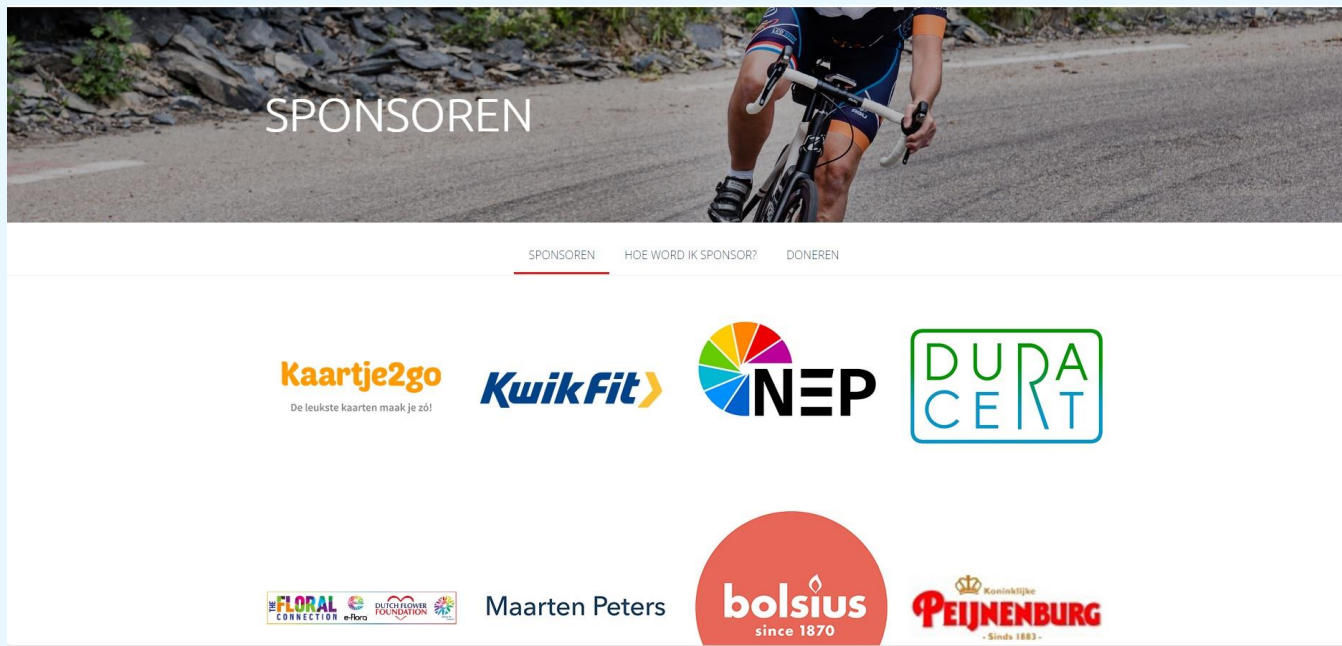 SPONSOREN
SPONSOREN HOE WORD IK SPONSOR? DONEREN
Kaartje2go
De leukste kaarten maak je zó!
KwikFit
NEP
DURA
CERT
THE FLORAL CONNECTION
e-flora
DUTCH FLOWER
FOUNDATION
Maarten Peters
bolsius
since 1870
Koninklijke
PEIJNENBURG
- Sinds 1883 -